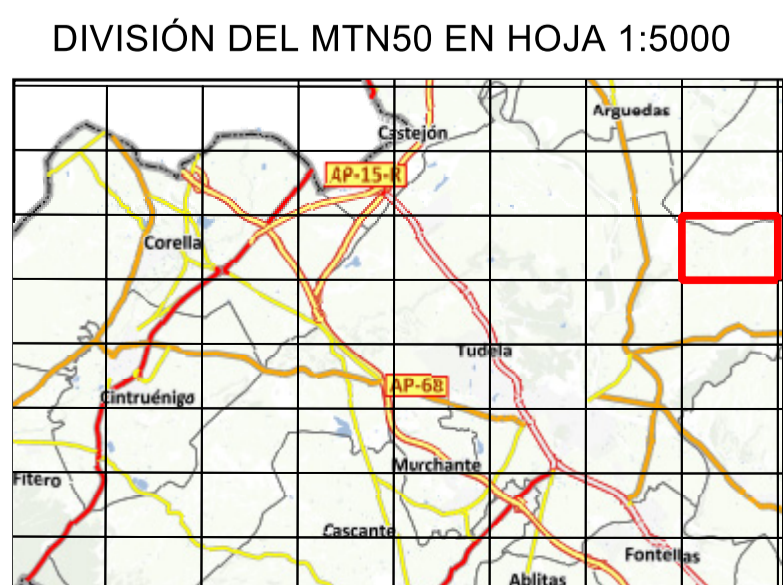 DIVISIÓN DEL MTN50 EN HOJA 1:5000
Arguedas
Castejón
AP-15-R
Corella
Tudela
AP-68
Cintruénigo
Murchante
Fitero
Cascante
Fontellas
Ablitas